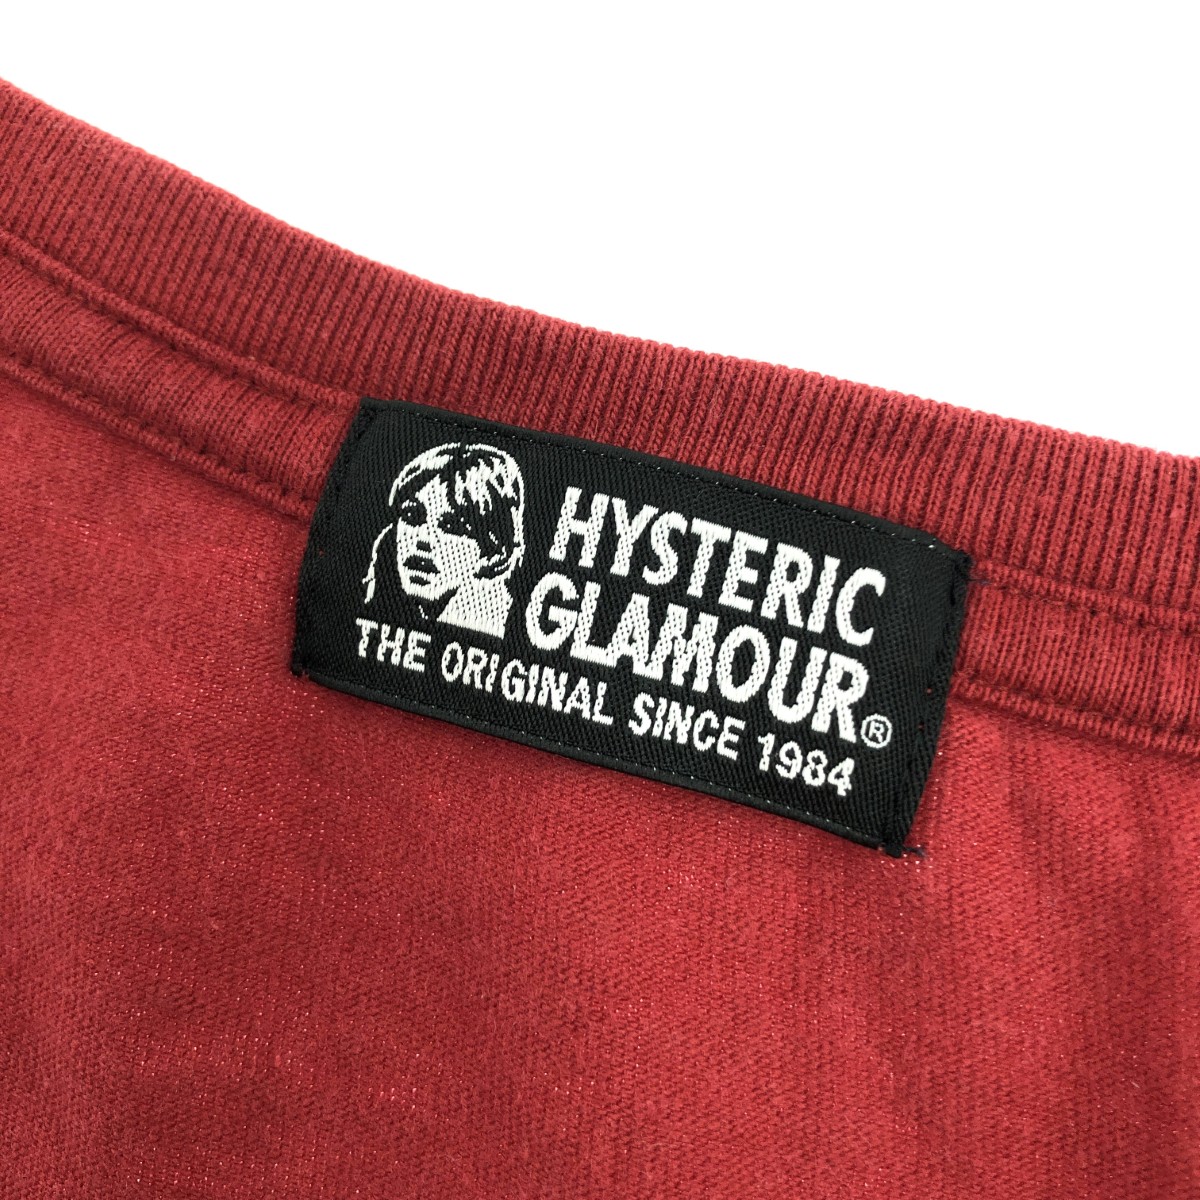 HYSTERIC
GLAMOUR®
THE ORIGINAL SINCE 1984